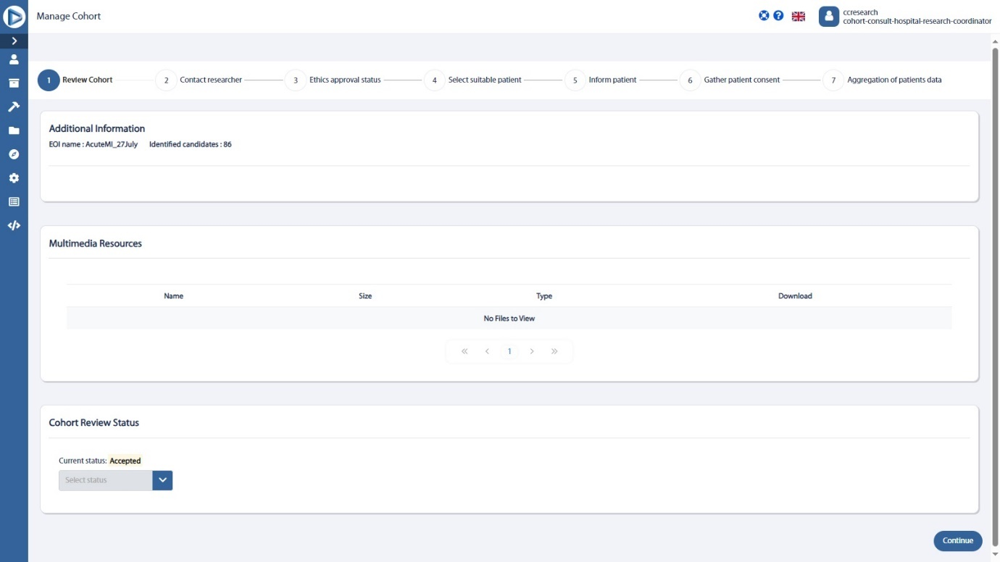 Manage Cohort
ccresearch
cohort-consult-hospital-research-coordinator
1 Review Cohort 2 Contact researcher 3 Ethics approval status 4 Select suitable patient 5 Inform patient 6 Gather patient consent 7 Aggregation of patients data
Additional Information
EOI name : AcuteMI_27July Identified candidates : 86
Multimedia Resources
Name Size Type Download
No Files to View
« < 1 > »
Cohort Review Status
Current status: Accepted
Select status
Continue